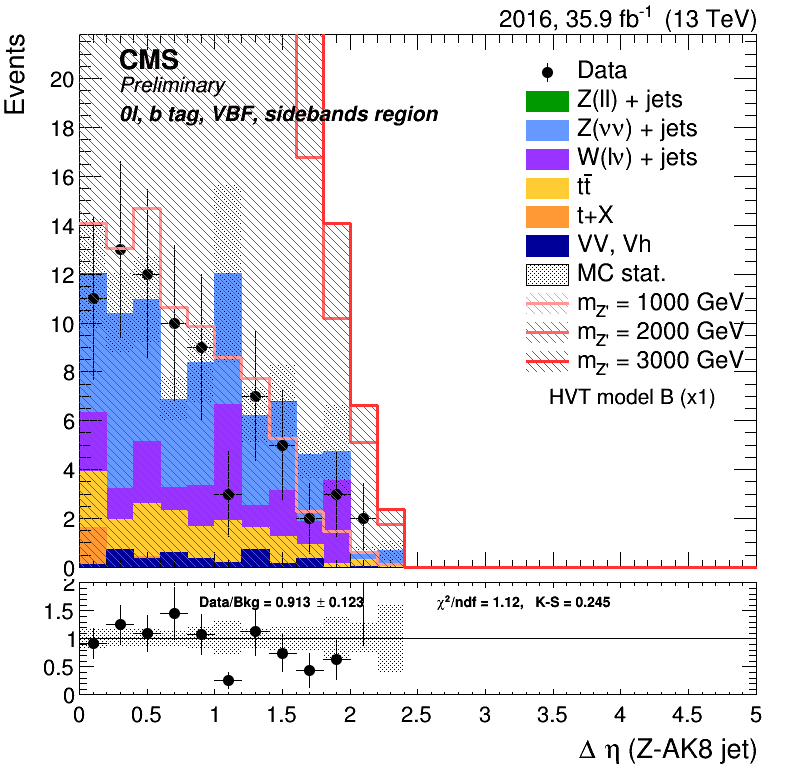 2016, 35.9 fb⁻¹ (13 TeV)
Events
CMS
Preliminary
0l, b tag, VBF, sidebands region
Data
Z(ll) + jets
Z(νν) + jets
W(lν) + jets
tt̄
t+X
VV, Vh
MC stat.
m_Z' = 1000 GeV
m_Z' = 2000 GeV
m_Z' = 3000 GeV
HVT model B (x1)
20
18
16
14
12
10
8
6
4
2
0
Data/Bkg = 0.913 ± 0.123
χ²/ndf = 1.12, K-S = 0.245
2
1.5
1
0.5
0
0 0.5 1 1.5 2 2.5 3 3.5 4 4.5 5
Δ η (Z-AK8 jet)